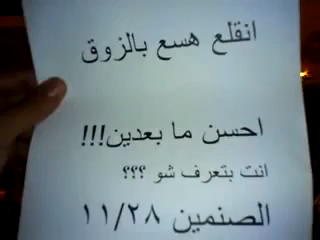 انقلع هسع بالزوق
احسن ما بعدين!!!
انت بتعرف شو ؟؟؟
الصنمين ١١/٢٨